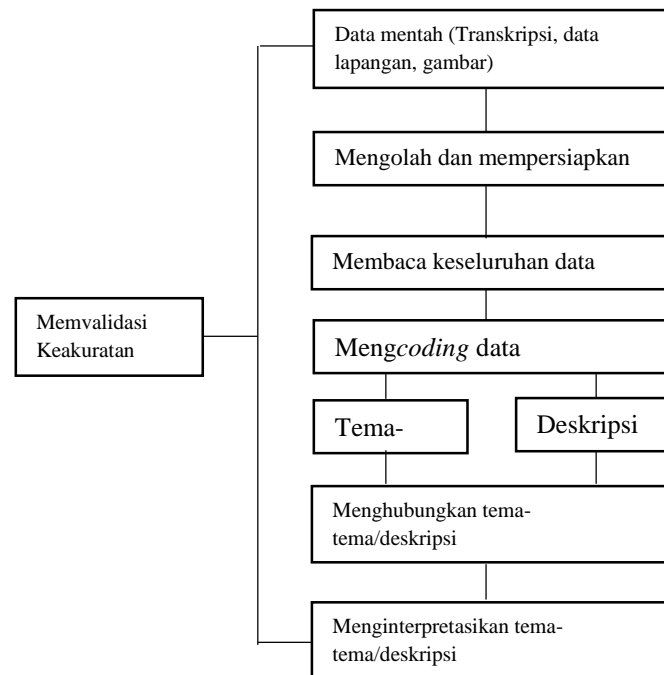 Data mentah (Transkripsi, data
lapangan, gambar)
Mengolah dan mempersiapkan
Membaca keseluruhan data
Memvalidasi
Keakuratan
Mengcoding data
Tema-
Deskripsi
Menghubungkan tema-
tema/deskripsi
Menginterpretasikan tema-
tema/deskripsi